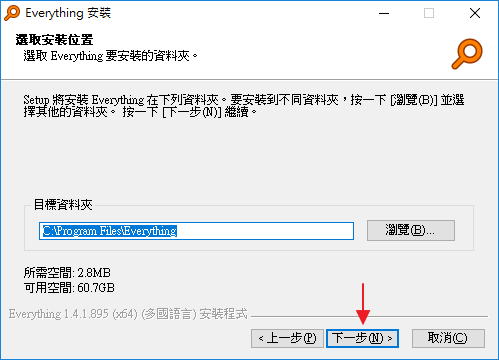 Everything 安裝
選取安裝位置
選取 Everything 要安裝的資料夾。
Setup 將安裝 Everything 在下列資料夾。要安裝到不同資料夾，按一下 [瀏覽(B)] 並選
擇其他的資料夾。 按一下 [下一步(N)] 繼續。
目標資料夾
C:\Program Files\Everything
瀏覽(B)...
所需空間: 2.8MB
可用空間: 60.7GB
Everything 1.4.1.895 (x64) (多國語言) 安裝程式
< 上一步(P)
下一步(N) >
取消(C)